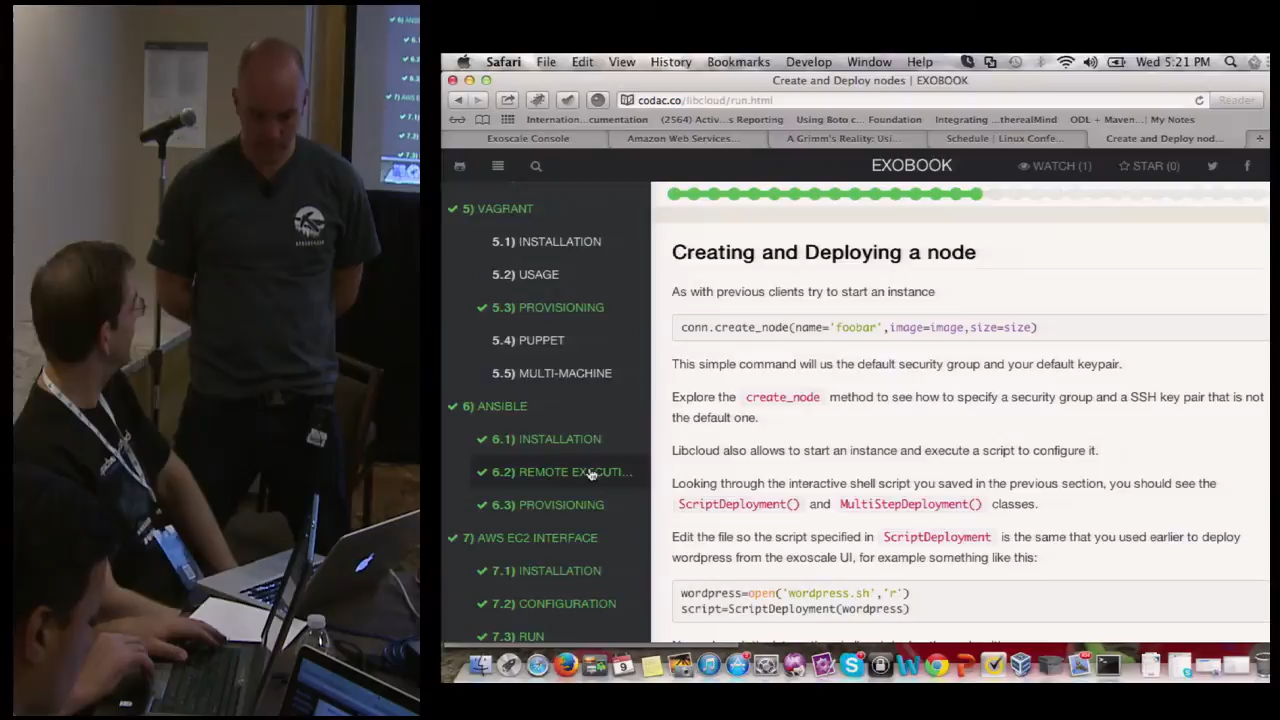 Safari File Edit View History Bookmarks Develop Window Help Wed 5:21 PM
Create and Deploy nodes | EXOBOOK
codac.co/libcloud/run.html
Reader
Internation...cumentation (2564) Activ...s Reporting Using Boto c... Foundation Integrating ...therealMind ODL + Maven... | My Notes
Exoscale Console
Amazon Web Services...
A Grimm's Reality: Usi...
Schedule | Linux Confe...
Create and Deploy nod...
EXOBOOK
WATCH (1)
STAR (0)
5) VAGRANT
5.1) INSTALLATION
5.2) USAGE
5.3) PROVISIONING
5.4) PUPPET
5.5) MULTI-MACHINE
6) ANSIBLE
6.1) INSTALLATION
6.2) REMOTE EXECUTI...
6.3) PROVISIONING
7) AWS EC2 INTERFACE
7.1) INSTALLATION
7.2) CONFIGURATION
7.3) RUN
Creating and Deploying a node
As with previous clients try to start an instance
conn.create_node(name='foobar',image=image,size=size)
This simple command will us the default security group and your default keypair.
Explore the create_node method to see how to specify a security group and a SSH key pair that is not
the default one.
Libcloud also allows to start an instance and execute a script to configure it.
Looking through the interactive shell script you saved in the previous section, you should see the
ScriptDeployment() and MultiStepDeployment() classes.
Edit the file so the script specified in ScriptDeployment is the same that you used earlier to deploy
wordpress from the exoscale UI, for example something like this:
wordpress=open('wordpress.sh','r')
script=ScriptDeployment(wordpress)